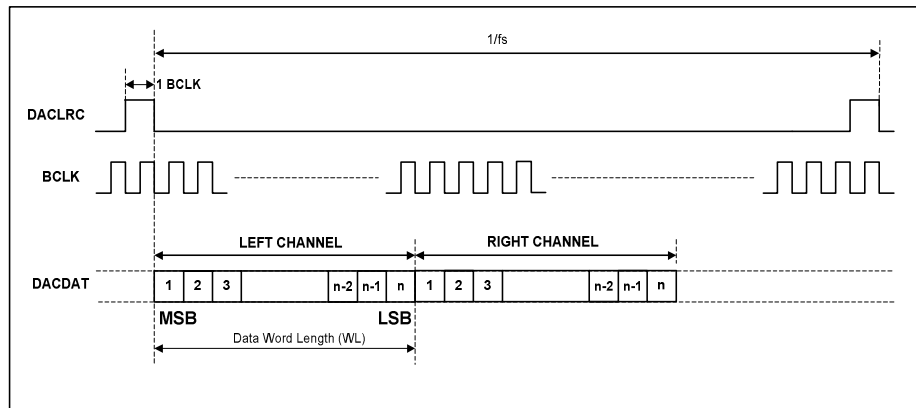 1/fs
1 BCLK
DACLRC
BCLK
LEFT CHANNEL RIGHT CHANNEL
DACDAT 1 2 3 n-2 n-1 n 1 2 3 n-2 n-1 n
MSB LSB
Data Word Length (WL)